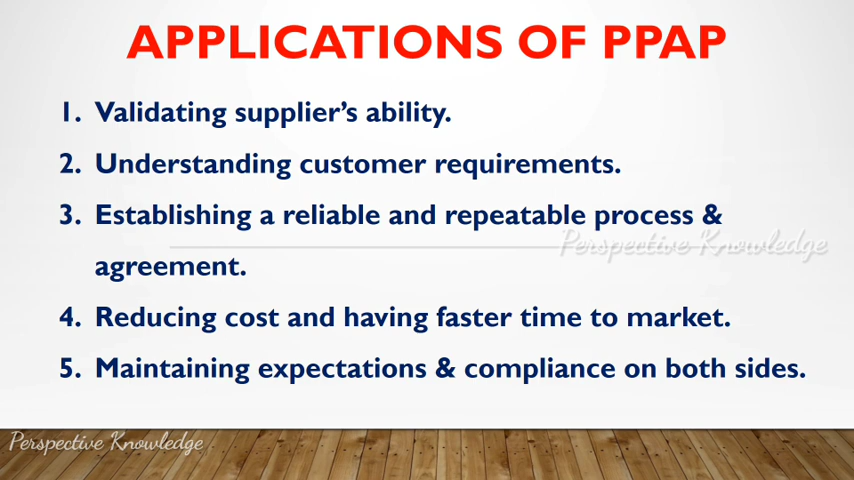 APPLICATIONS OF PPAP
1. Validating supplier's ability.
2. Understanding customer requirements.
3. Establishing a reliable and repeatable process &
Perspective Knowledge
agreement.
4. Reducing cost and having faster time to market.
5. Maintaining expectations & compliance on both sides.
Perspective Knowledge